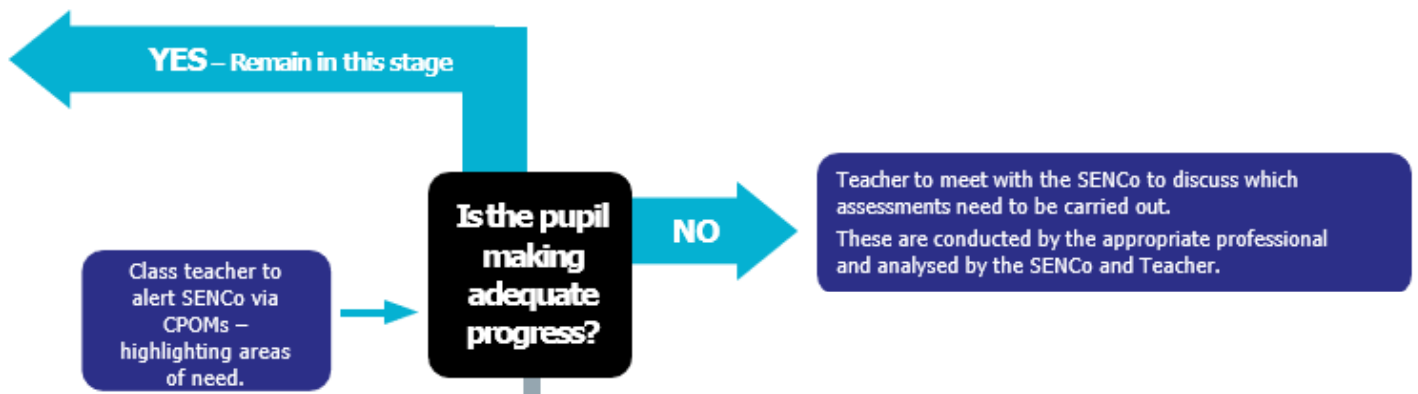 YES – Remain in this stage
Is the pupil
making
adequate
progress?
NO
Teacher to meet with the SENCo to discuss which
assessments need to be carried out.
These are conducted by the appropriate professional
and analysed by the SENCo and Teacher.
Class teacher to
alert SENCo via
CPOMs –
highlighting areas
of need.